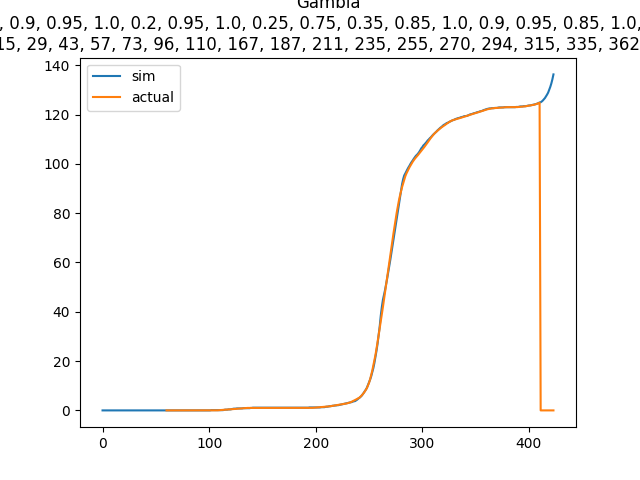 Gambia
, 0.9, 0.95, 1.0, 0.2, 0.95, 1.0, 0.25, 0.75, 0.35, 0.85, 1.0, 0.9, 0.95, 0.85, 1.0,
15, 29, 43, 57, 73, 96, 110, 167, 187, 211, 235, 255, 270, 294, 315, 335, 362
140
sim
actual
120
100
80
60
40
20
0
0 100 200 300 400